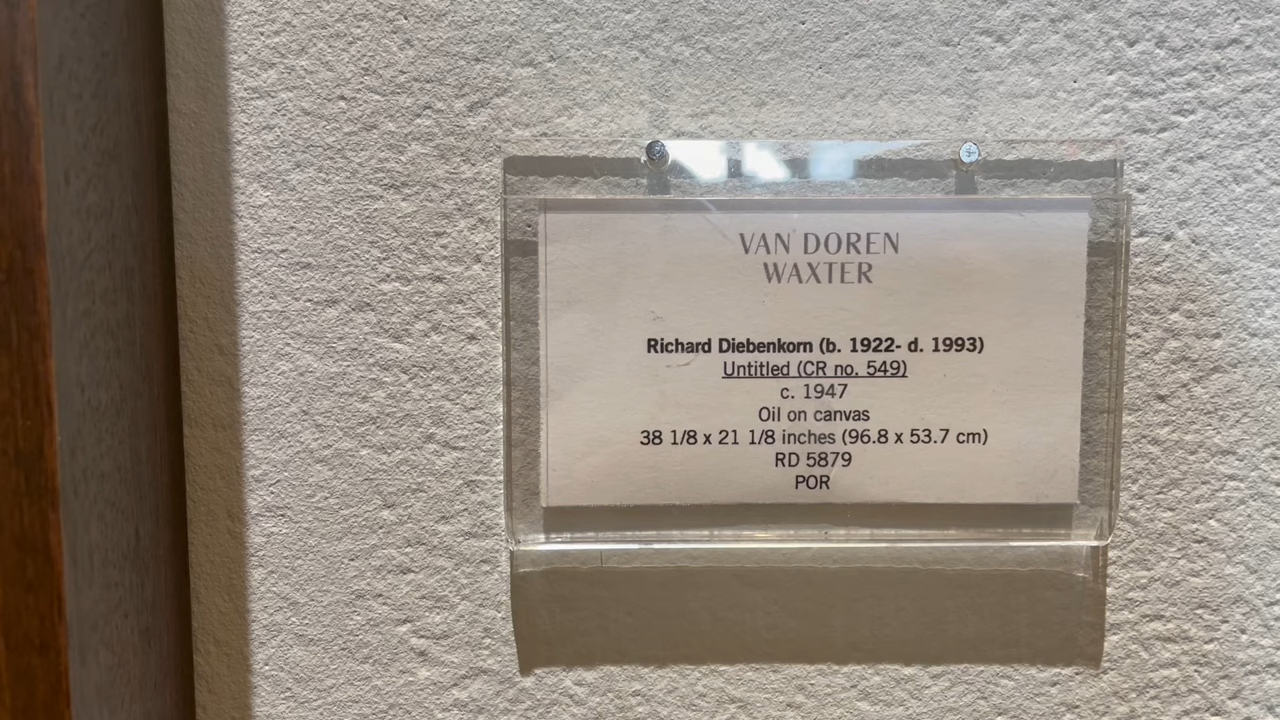 VAN DOREN
WAXTER
Richard Diebenkorn (b. 1922- d. 1993)
Untitled (CR no. 549)
c. 1947
Oil on canvas
38 1/8 x 21 1/8 inches (96.8 x 53.7 cm)
RD 5879
POR